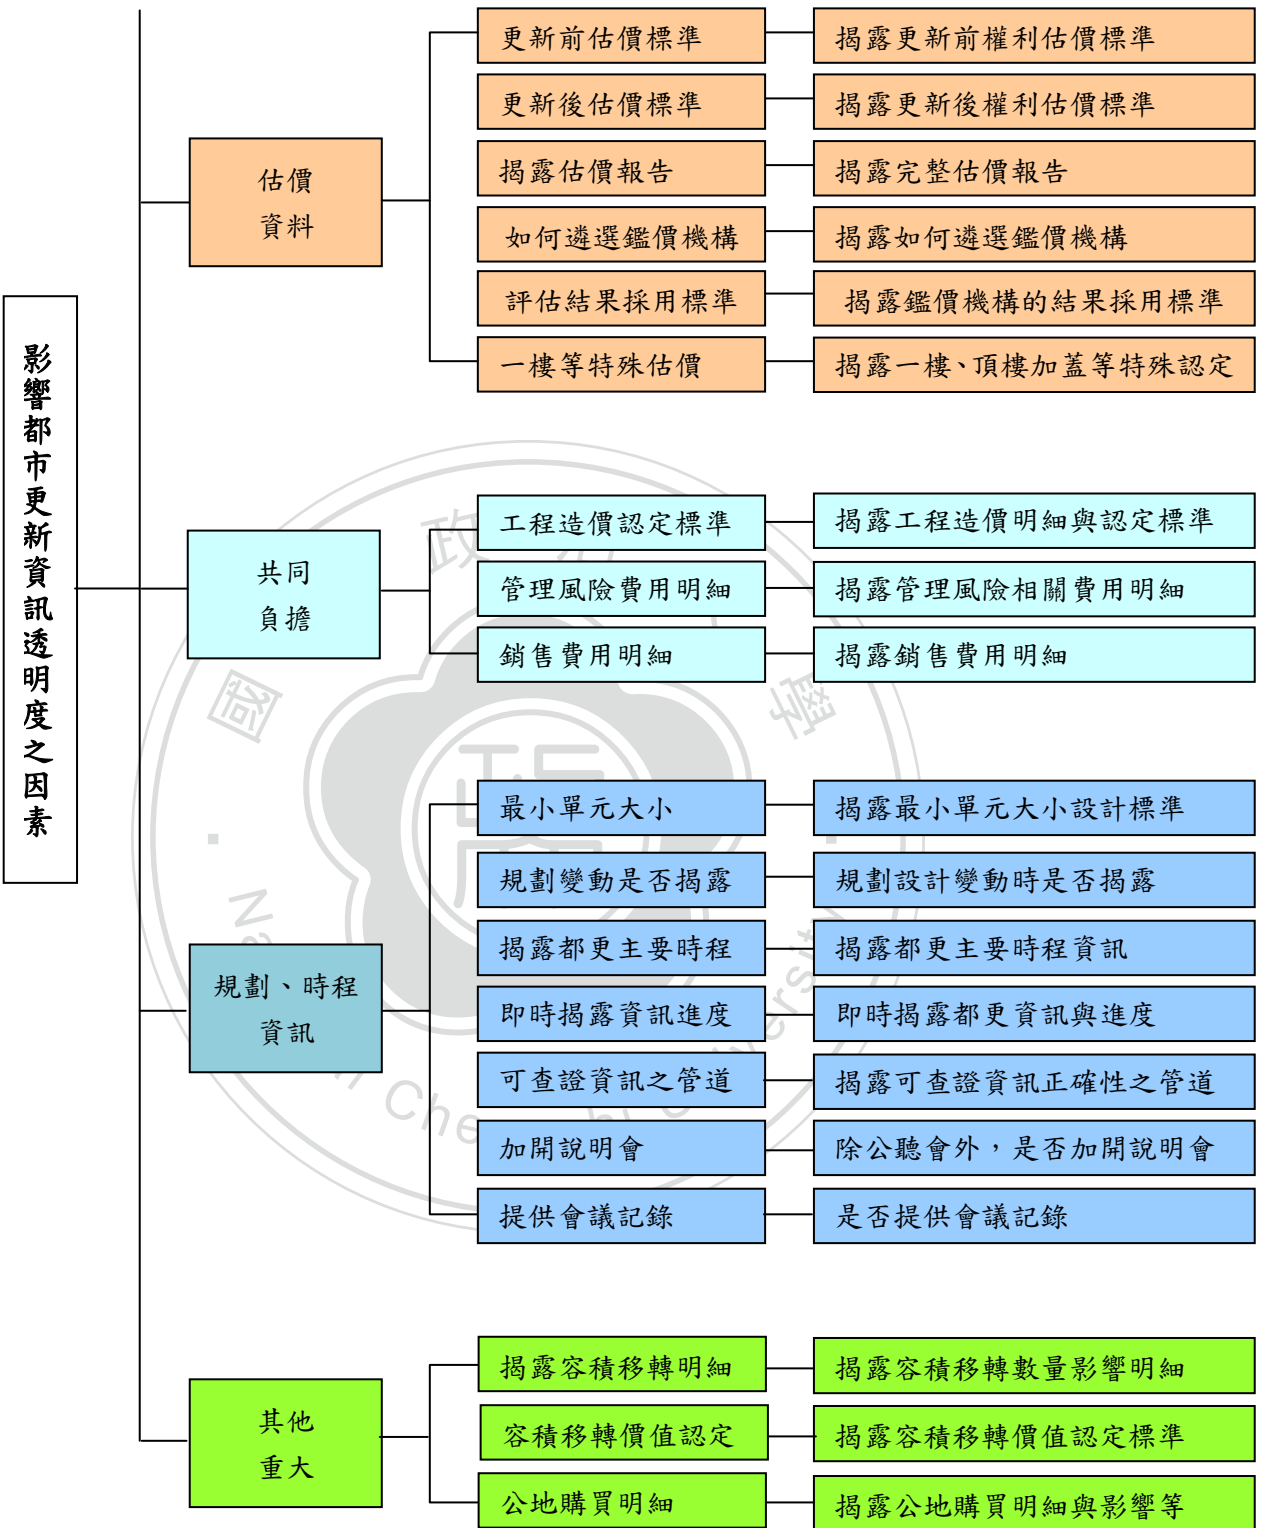 影響都市更新資訊透明度之因素
估價
資料
更新前估價標準
揭露更新前權利估價標準
更新後估價標準
揭露更新後權利估價標準
揭露估價報告
揭露完整估價報告
如何遴選鑑價機構
揭露如何遴選鑑價機構
評估結果採用標準
揭露鑑價機構的結果採用標準
一樓等特殊估價
揭露一樓、頂樓加蓋等特殊認定
共同
負擔
工程造價認定標準
揭露工程造價明細與認定標準
管理風險費用明細
揭露管理風險相關費用明細
銷售費用明細
揭露銷售費用明細
規劃、時程
資訊
最小單元大小
揭露最小單元大小設計標準
規劃變動是否揭露
規劃設計變動時是否揭露
揭露都更主要時程
揭露都更主要時程資訊
即時揭露資訊進度
即時揭露都更資訊與進度
可查證資訊之管道
揭露可查證資訊正確性之管道
加開說明會
除公聽會外，是否加開說明會
提供會議記錄
是否提供會議記錄
其他
重大
揭露容積移轉明細
揭露容積移轉數量影響明細
容積移轉價值認定
揭露容積移轉價值認定標準
公地購買明細
揭露公地購買明細與影響等
國
政
學